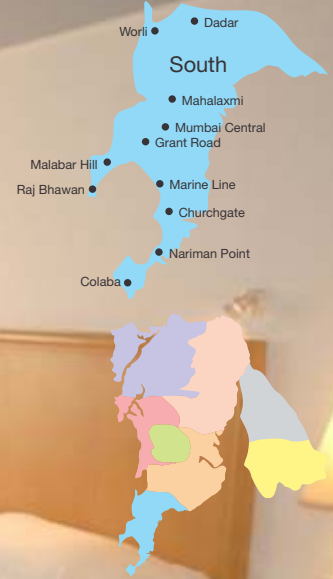 Dadar
Worli
South
Mahalaxmi
Mumbai Central
Grant Road
Malabar Hill
Marine Line
Raj Bhawan
Churchgate
Nariman Point
Colaba